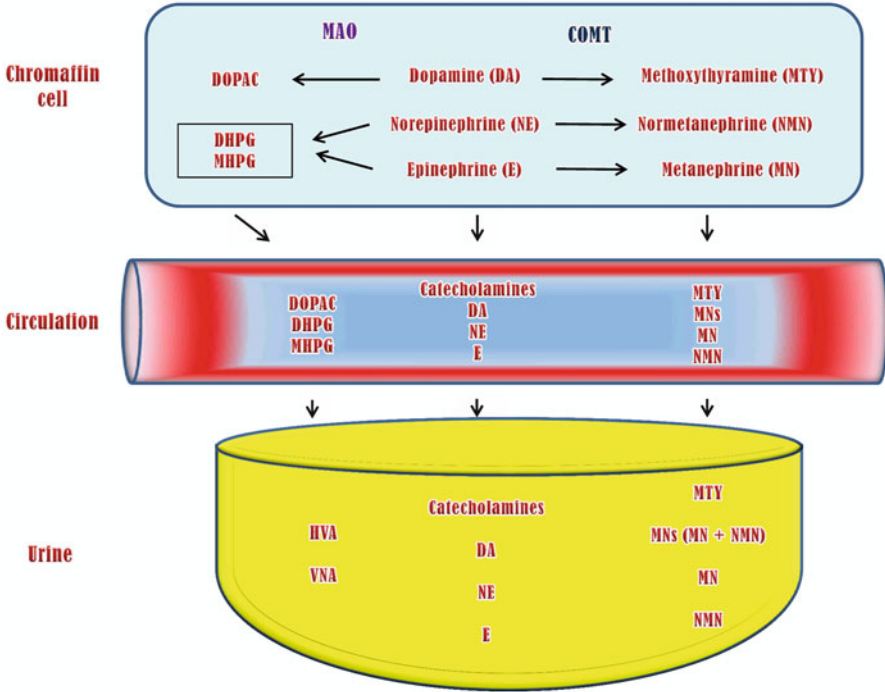 MAO COMT
Chromaffin
cell
DOPAC Dopamine (DA) Methoxythyramine (MTY)
Norepinephrine (NE) Normetanephrine (NMN)
DHPG
MHPG
Epinephrine (E) Metanephrine (MN)
Circulation
DOPAC
DHPG
MHPG
Catecholamines
DA
NE
E
MTY
MNs
MN
NMN
Urine
HVA
VNA
Catecholamines
DA
NE
E
MTY
MNs (MN + NMN)
MN
NMN